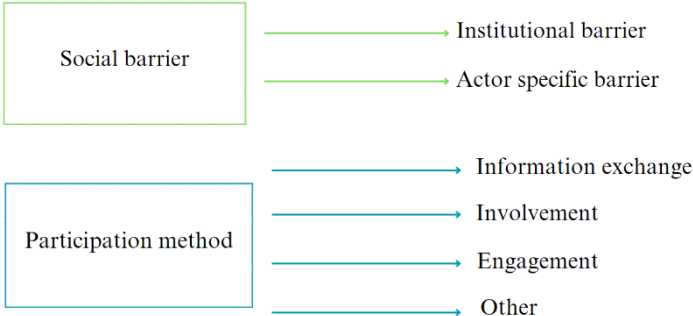 Social barrier
Institutional barrier
Actor specific barrier
Participation method
Information exchange
Involvement
Engagement
Other